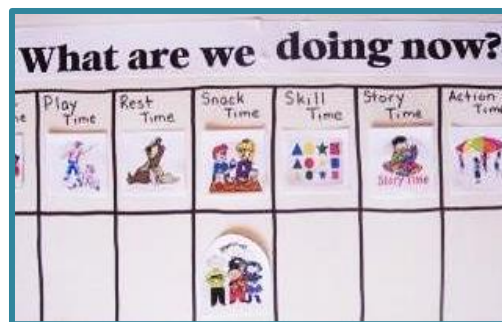 What are we doing now?
Play Time
Rest Time
Snack Time
Skill Time
Story Time
Action Time
Story Time